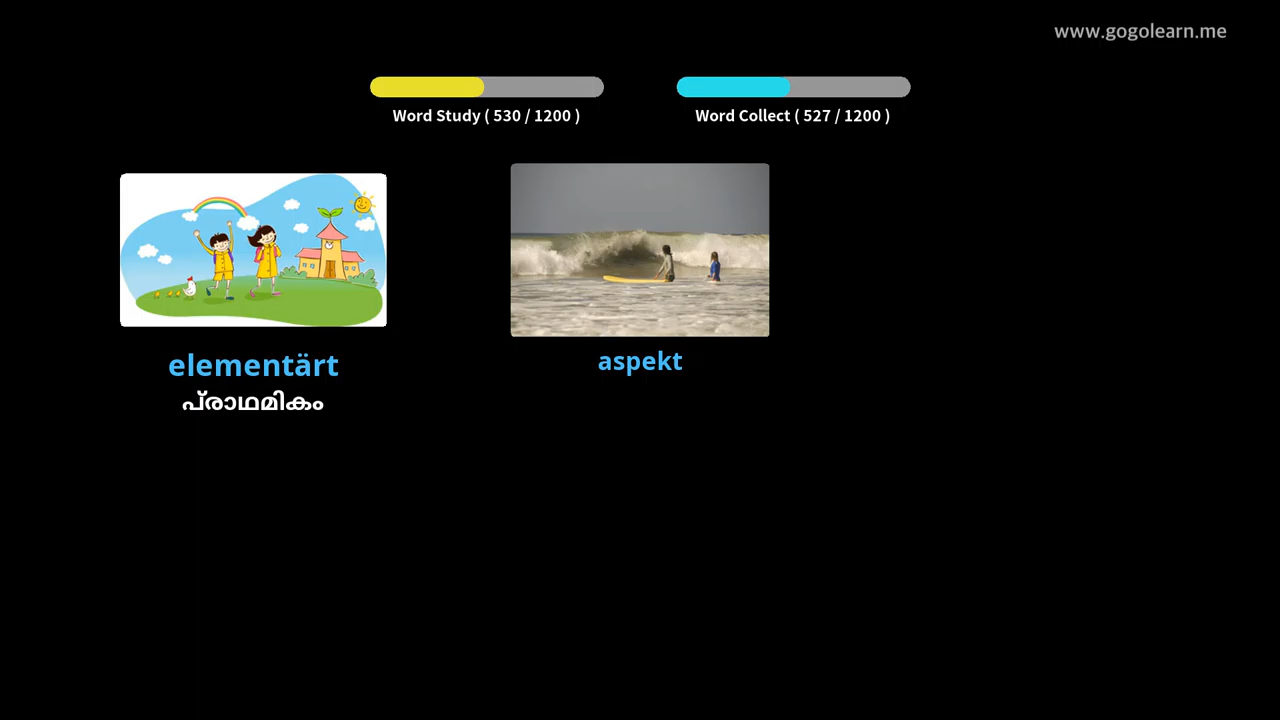 www.gogolearn.me
Word Study ( 530 / 1200 )
Word Collect ( 527 / 1200 )
elementärt
പ്രാഥമികം
aspekt